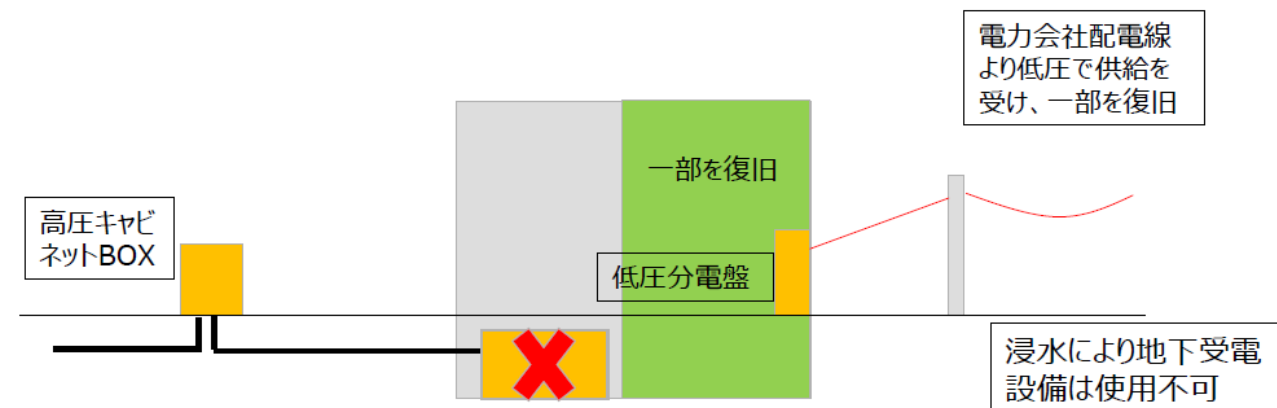 電力会社配電線
より低圧で供給を
受け、一部を復旧
一部を復旧
高圧キャビ
ネットBOX
低圧分電盤
浸水により地下受電
設備は使用不可